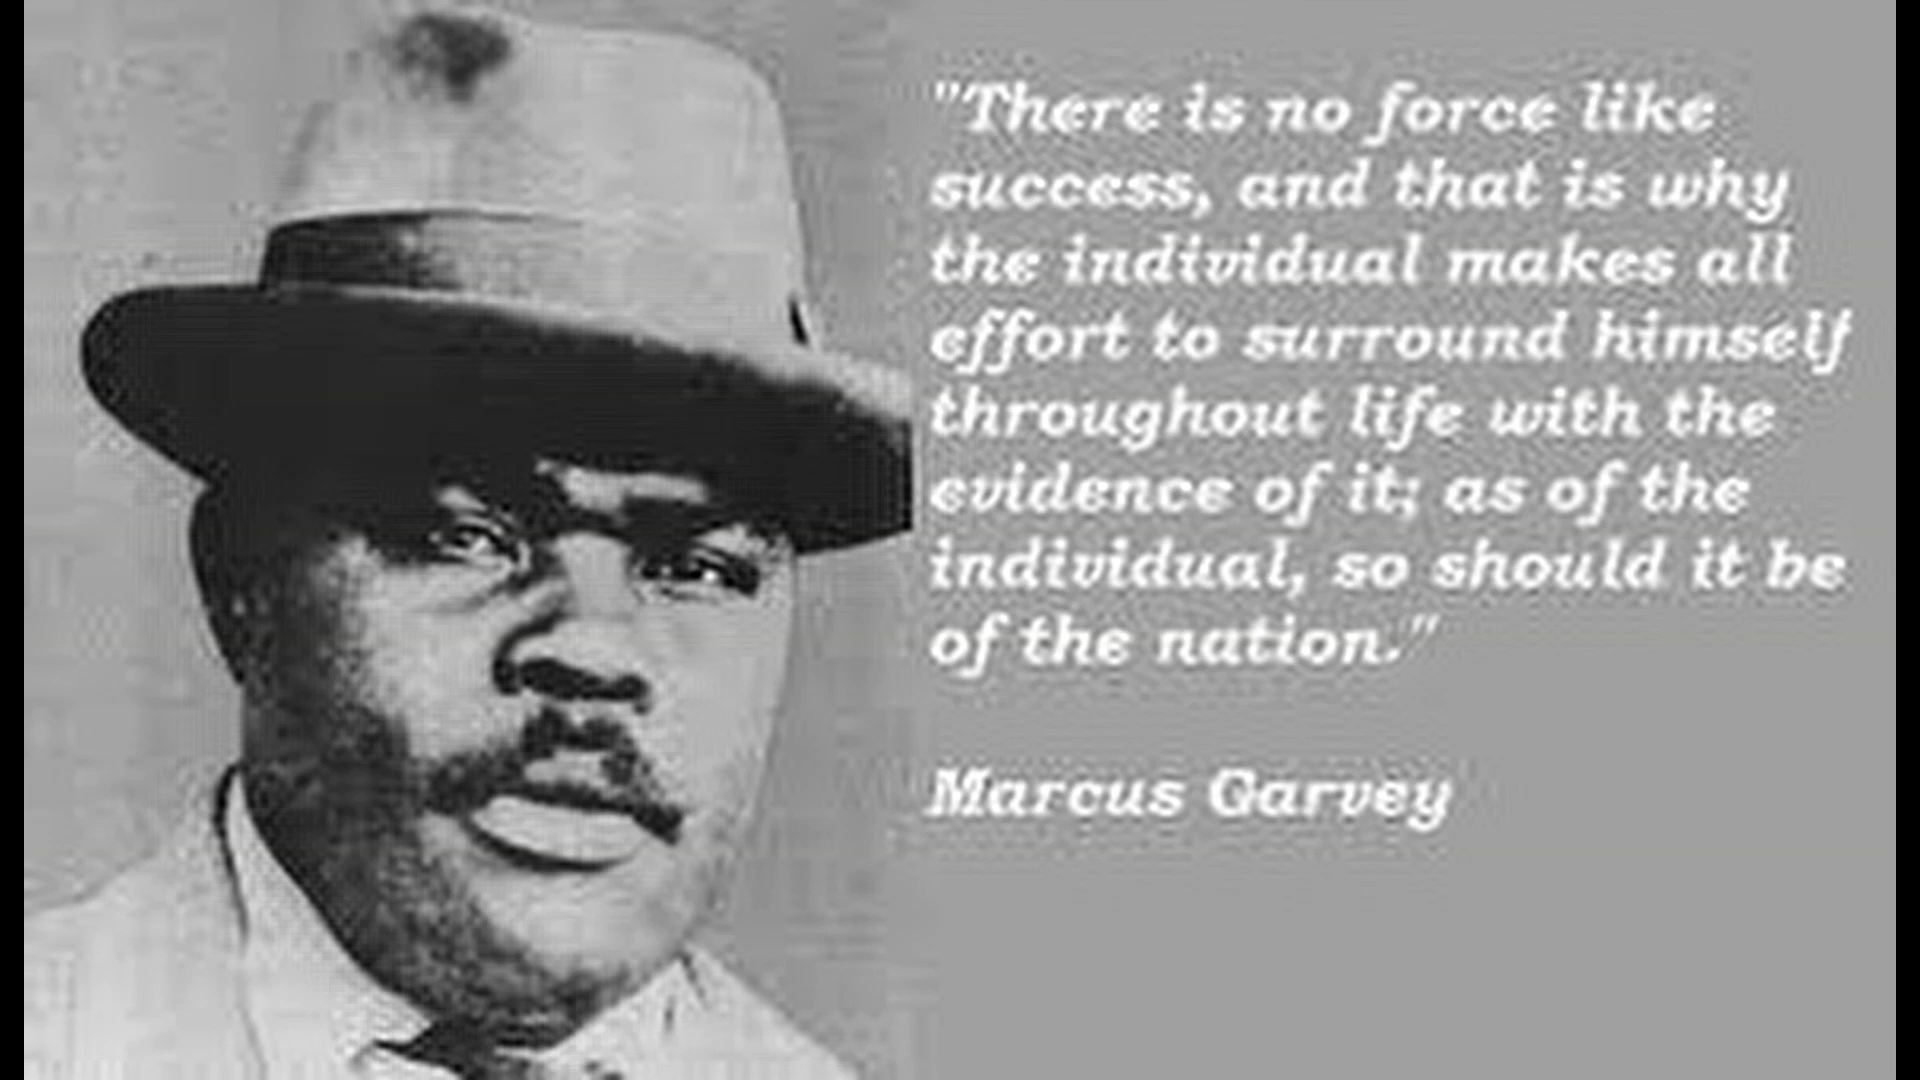 "There is no force like
success, and that is why
the individual makes all
effort to surround himself
throughout life with the
evidence of it; as of the
individual, so should it be
of the nation."
Marcus Garvey